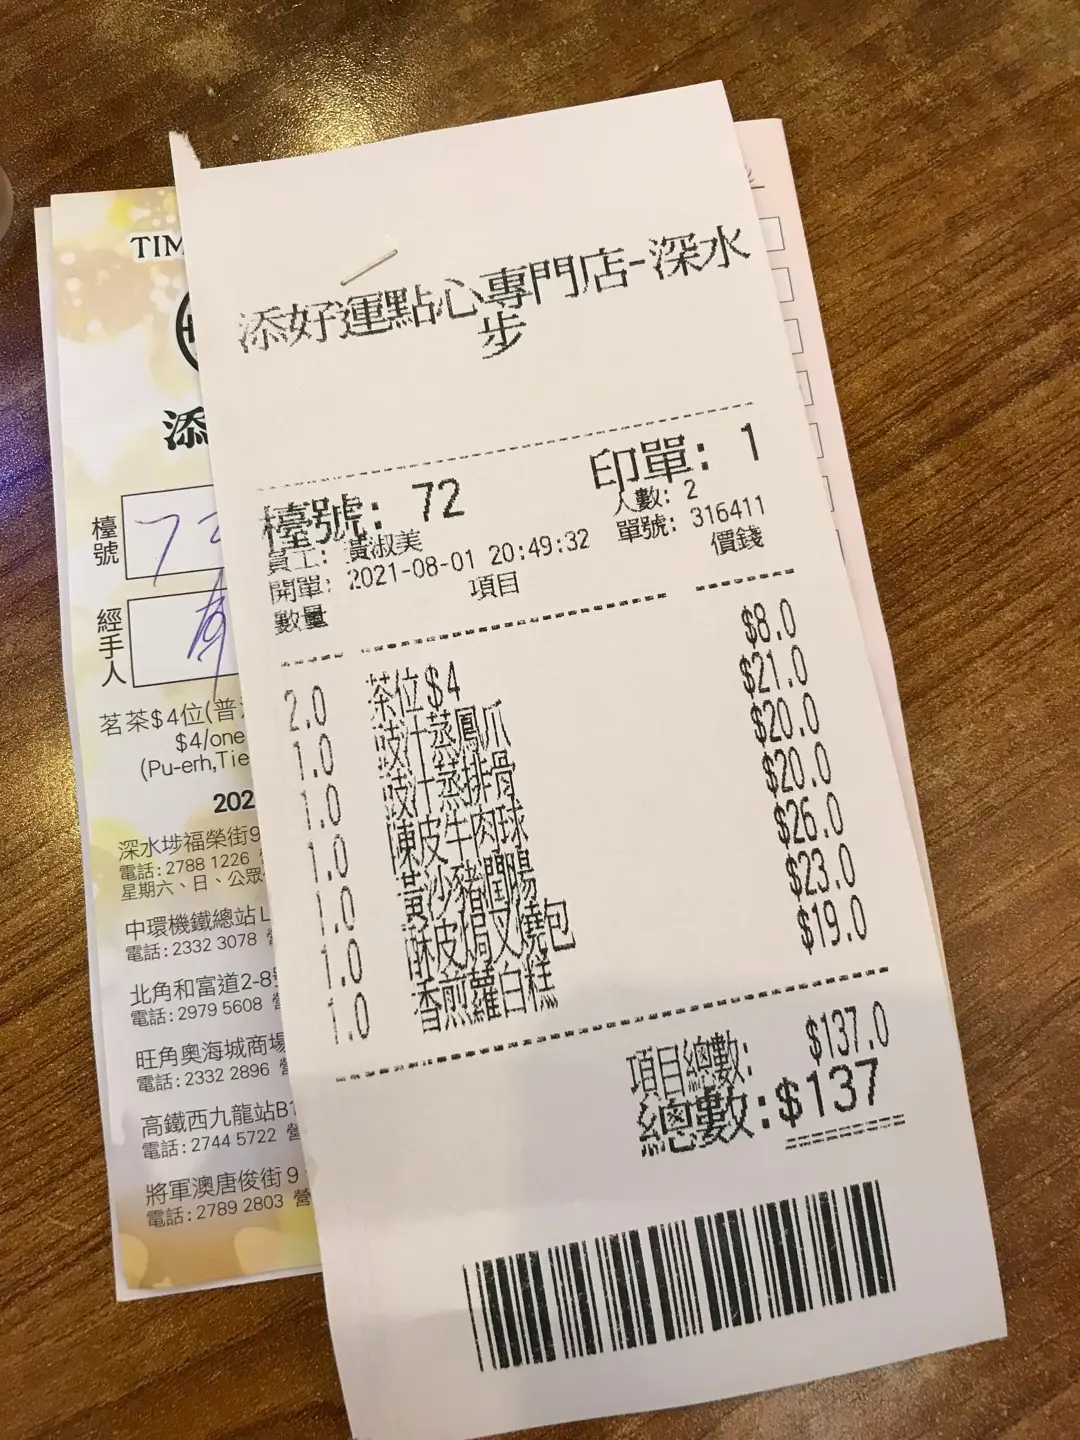 添好運點心專門店-深水
步
檯號: 72
印單: 1
員工: 黃淑美
人數: 2
開單: 2021-08-01 20:49:32
單號: 316411
數量
項目
價錢
2.0 茶位$4 $8.0
1.0 豉汁蒸鳳爪 $21.0
1.0 豉汁蒸排骨 $20.0
1.0 陳皮牛肉球 $20.0
1.0 黃沙豬膶腸 $26.0
1.0 酥皮焗叉燒包 $23.0
1.0 香煎蘿白糕 $19.0
項目總數: $137.0
總數: $137
TIM
添
檯號
72
經手人
茗茶$4位(普
$4/one
(Pu-erh,Tie
202
深水埗福榮街9
電話:2788 1226
星期六、日、公眾
中環機鐵總站L
電話:2332 3078 營
北角和富道2-8號
電話:2979 5608 營
旺角奧海城商場
電話:2332 2896 營
高鐵西九龍站B1
電話:2744 5722 營
將軍澳唐俊街9
電話:2789 2803 營